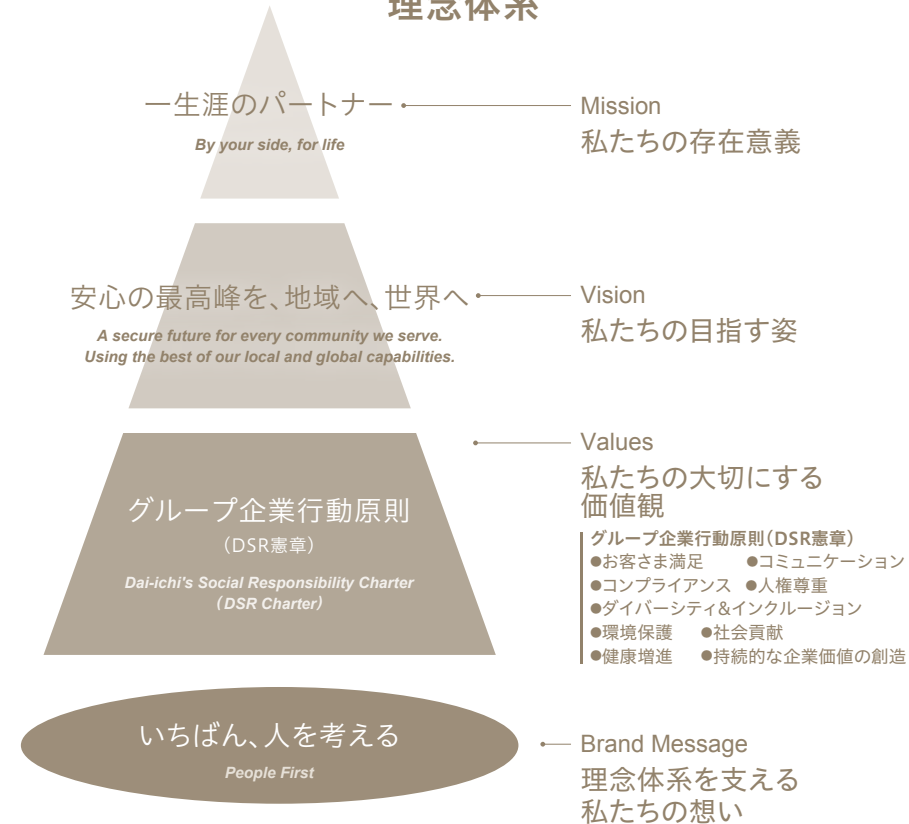 理念体系
一生涯のパートナー
By your side, for life
Mission
私たちの存在意義
安心の最高峰を、地域へ、世界へ
A secure future for every community we serve.
Using the best of our local and global capabilities.
Vision
私たちの目指す姿
グループ企業行動原則
（DSR憲章）
Dai-ichi's Social Responsibility Charter
（DSR Charter）
Values
私たちの大切にする
価値観
グループ企業行動原則（DSR憲章）
●お客さま満足 ●コミュニケーション
●コンプライアンス ●人権尊重
●ダイバーシティ&インクルージョン
●環境保護 ●社会貢献
●健康増進 ●持続的な企業価値の創造
いちばん、人を考える
People First
Brand Message
理念体系を支える
私たちの想い